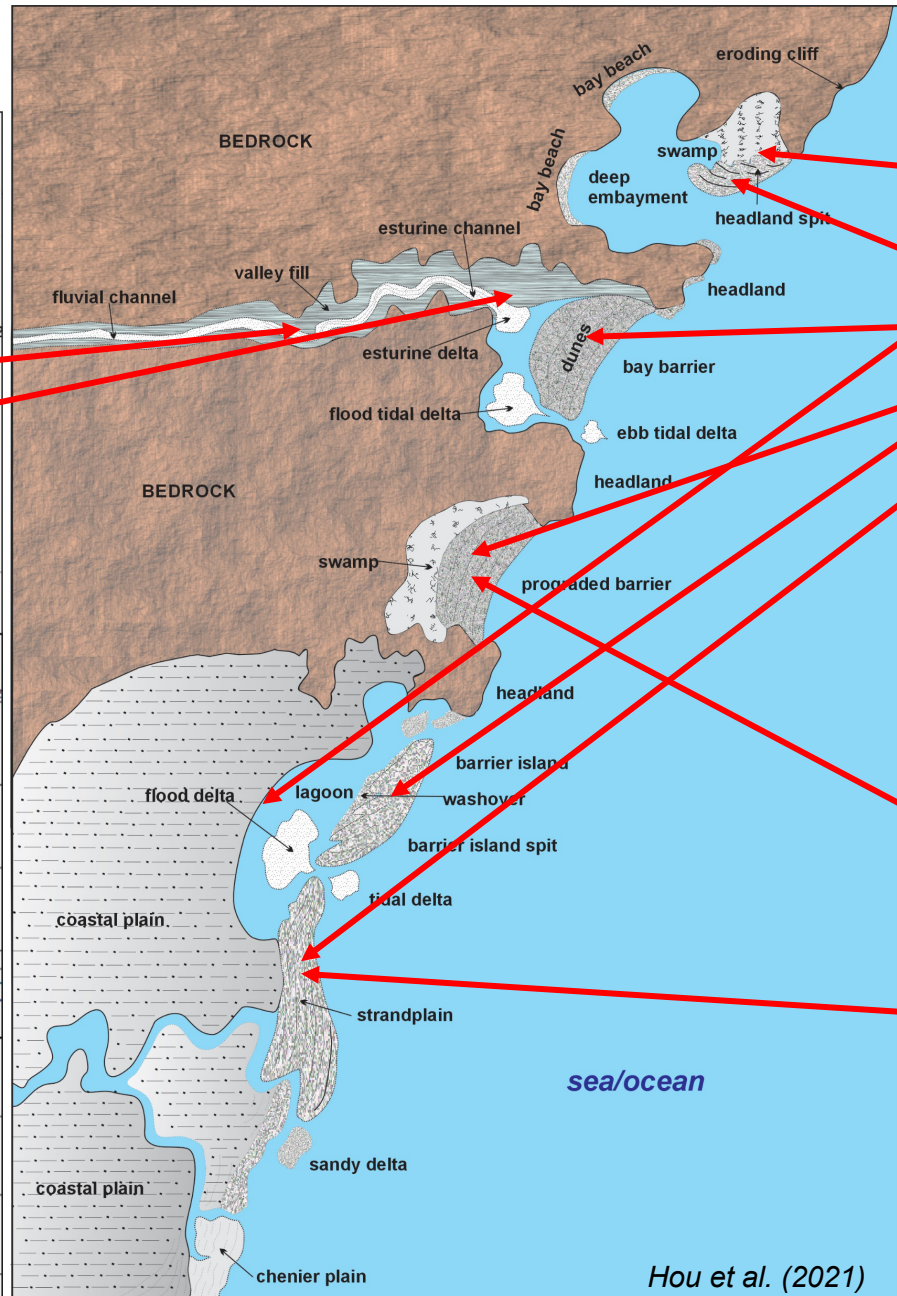 eroding cliff
bay beach
BEDROCK
swamp
bay beach
deep
embayment
headland spit
esturine channel
valley fill
fluvial channel
headland
dunes
esturine delta
bay barrier
flood tidal delta
ebb tidal delta
headland
BEDROCK
swamp
prograded barrier
headland
barrier island
flood delta
lagoon
washover
barrier island spit
tidal delta
coastal plain
strandplain
sea/ocean
sandy delta
coastal plain
chenier plain
Hou et al. (2021)